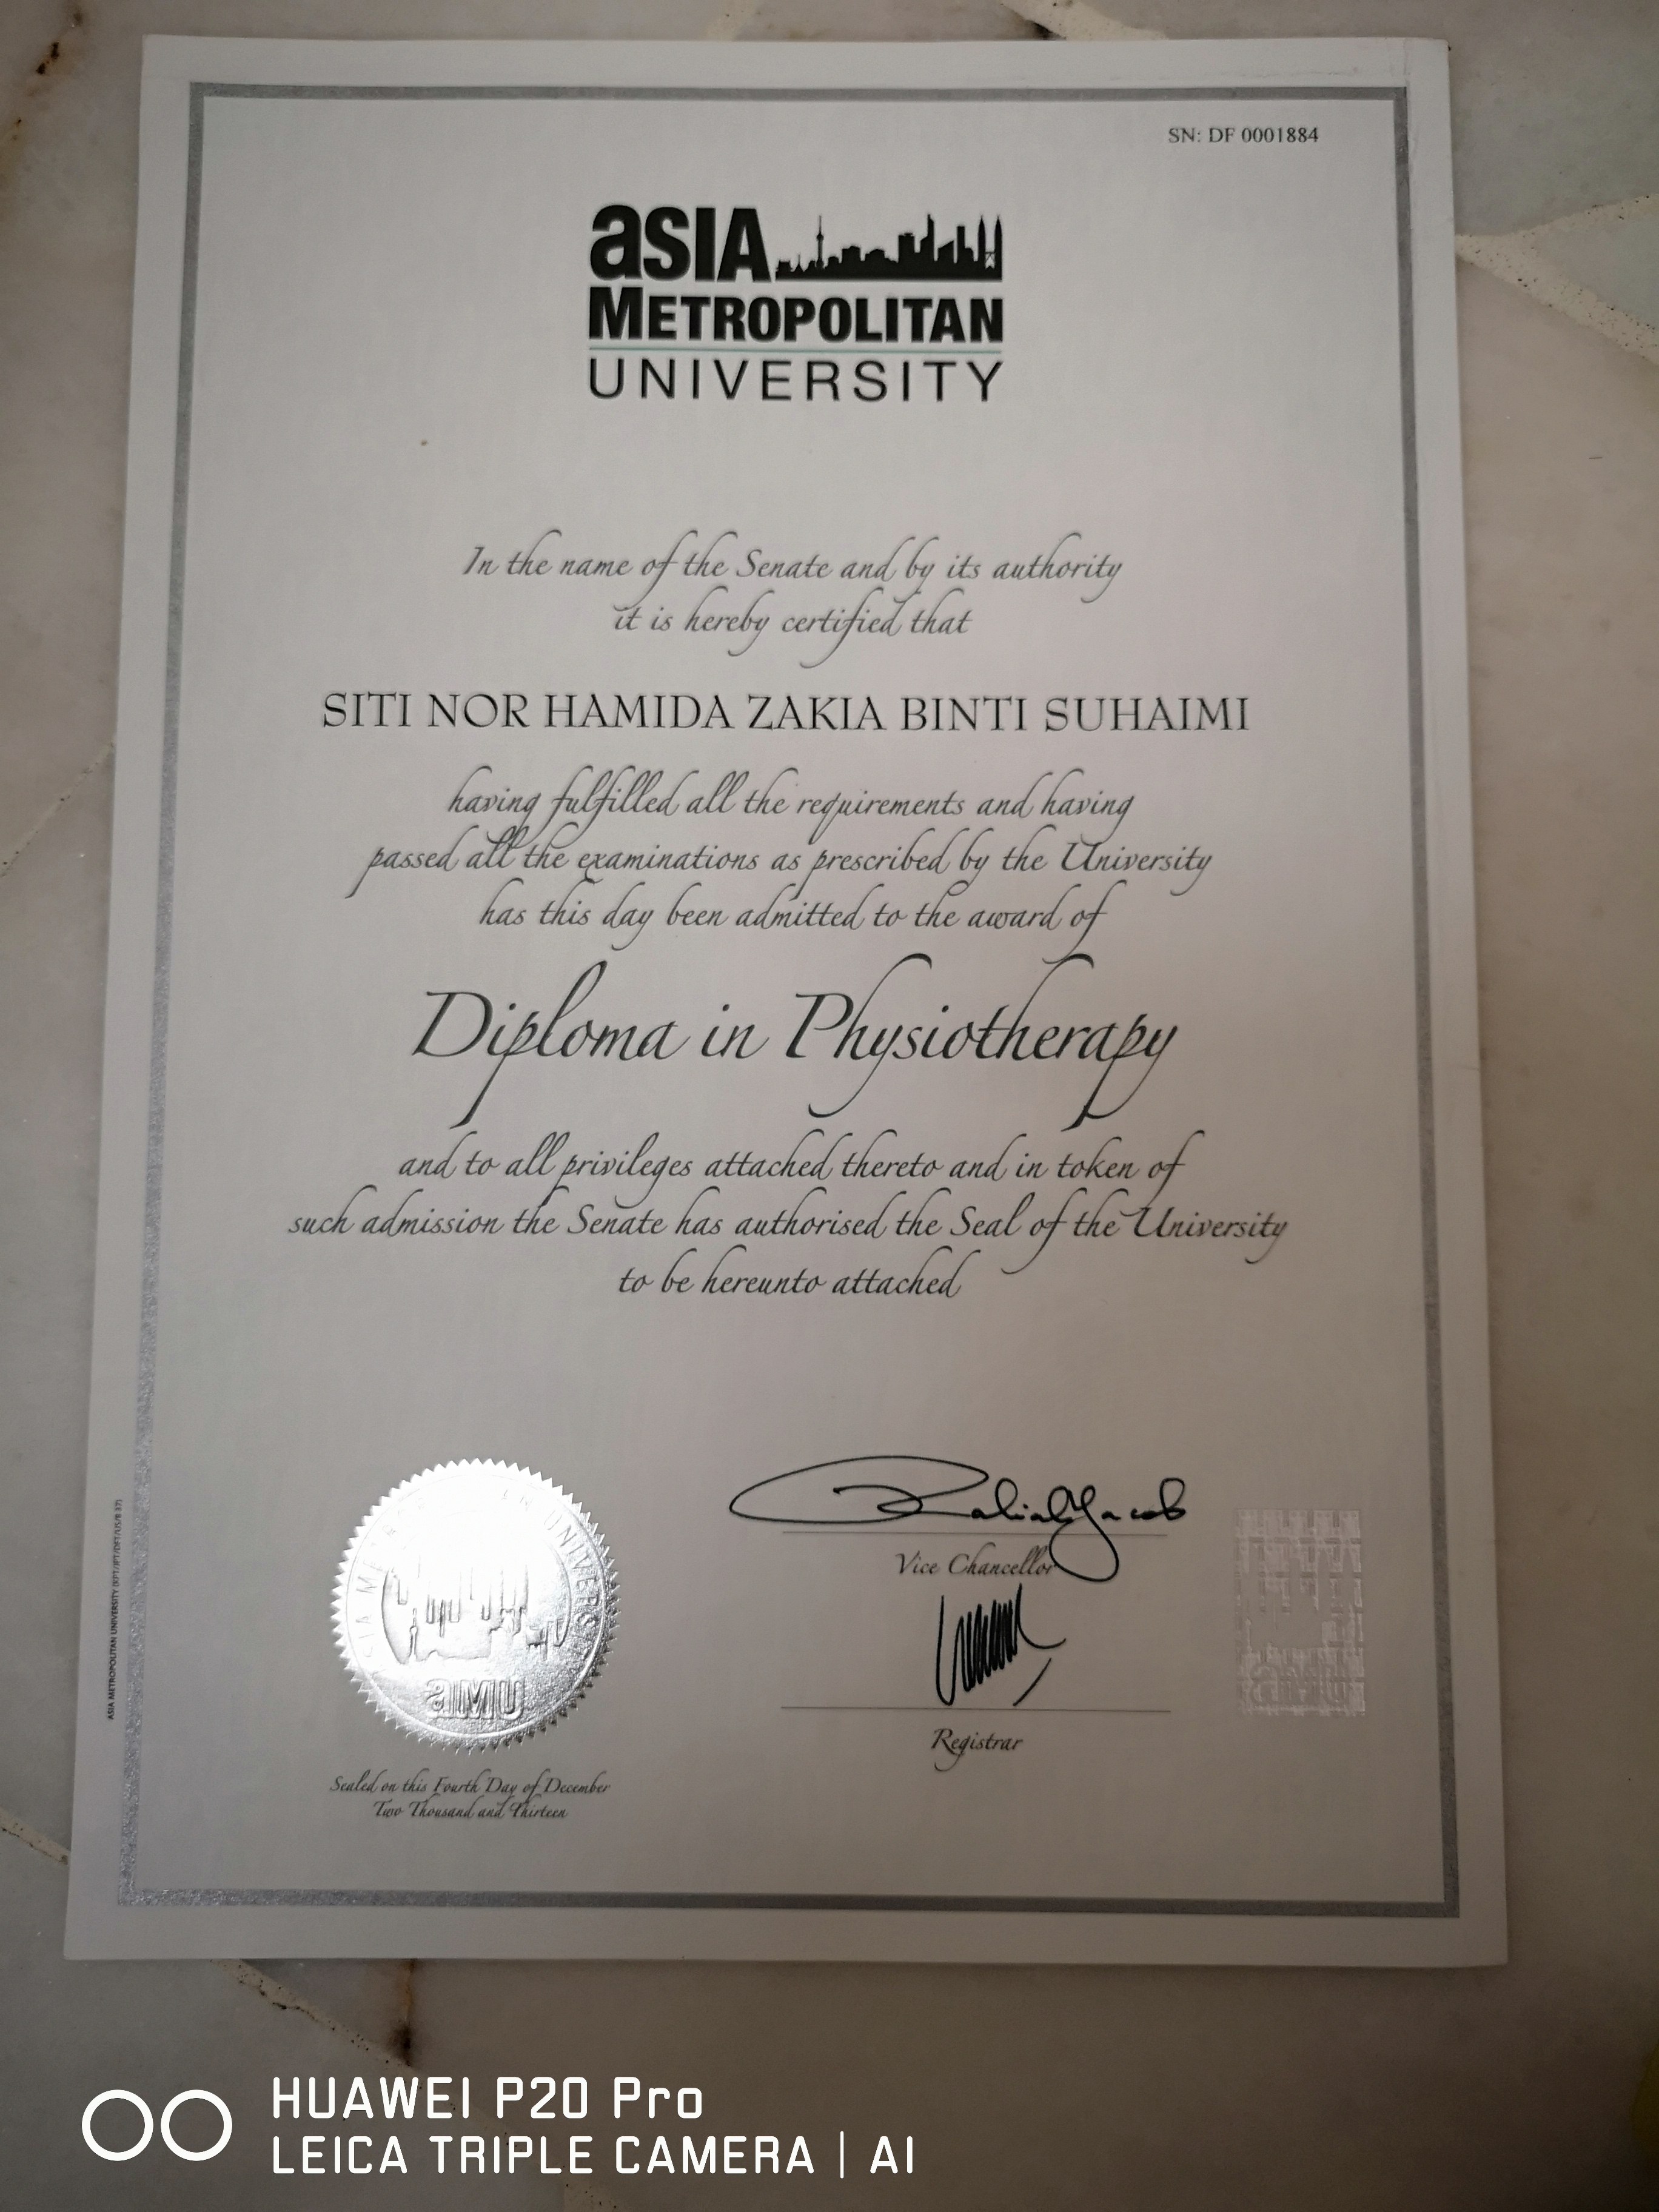 SN: DF 0001884
asIA
METROPOLITAN
UNIVERSITY
In the name of the Senate and by its authority
it is hereby certified that
SITI NOR HAMIDA ZAKIA BINTI SUHAIMI
having fulfilled all the requirements and having
passed all the examinations as prescribed by the University
has this day been admitted to the award of
Diploma in Physiotherapy
and to all privileges attached thereto and in token of
such admission the Senate has authorised the Seal of the University
to be hereunto attached
Vice Chancellor
Registrar
aMU
Sealed on this Fourth Day of December
Two Thousand and Thirteen
ASIA METROPOLITAN UNIVERSITY
HUAWEI P20 Pro
LEICA TRIPLE CAMERA | AI